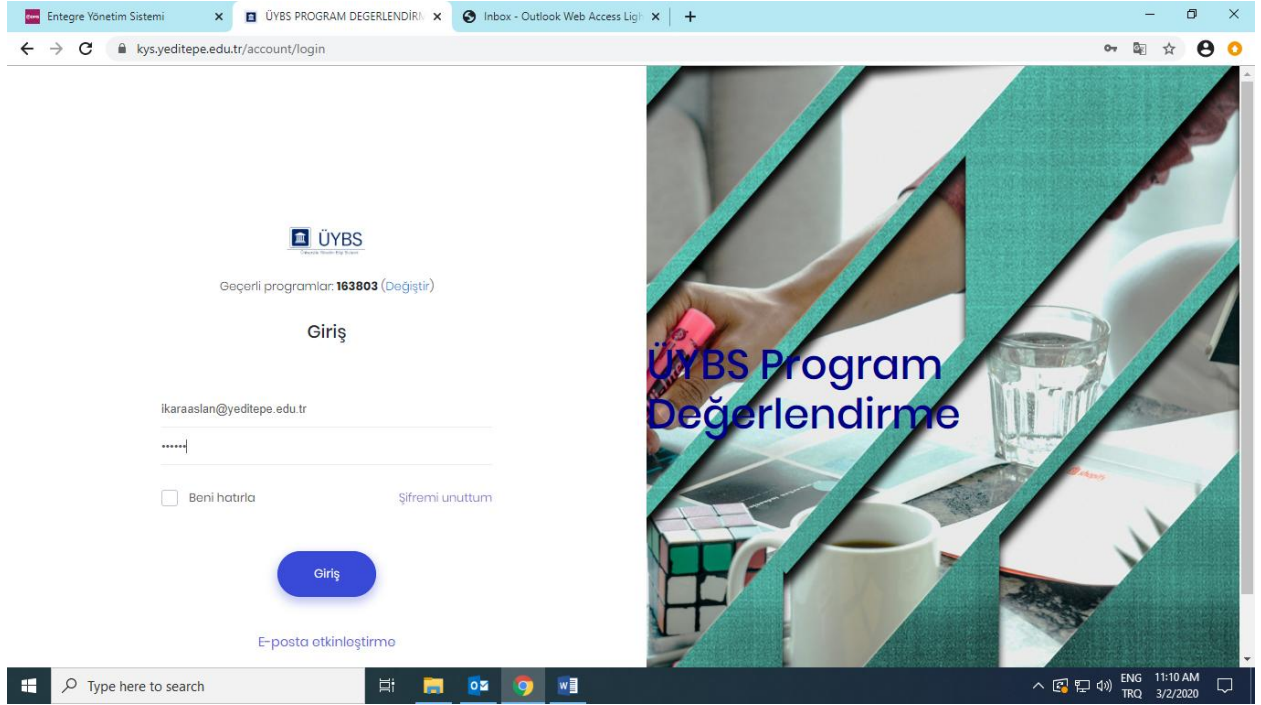 Entegre Yönetim Sistemi
ÜYBS PROGRAM DEGERLENDİRM
Inbox - Outlook Web Access Ligh
kys.yeditepe.edu.tr/account/login
ÜYBS
Geçerli programlar: 163803 (Değiştir)
Giriş
ikaraaslan@yeditepe.edu.tr
••••••
Beni hatırla
Şifremi unuttum
Giriş
E-posta etkinleştirme
ÜYBS Program
Değerlendirme
shopify
Type here to search
ENG
TRQ
11:10 AM
3/2/2020